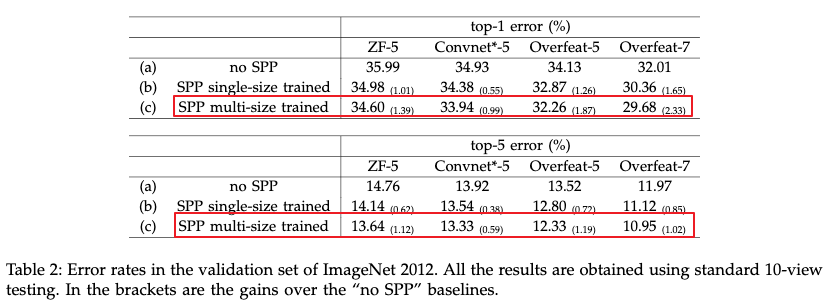 top-1 error (%)
ZF-5 Convnet*-5 Overfeat-5 Overfeat-7
(a) no SPP 35.99 34.93 34.13 32.01
(b) SPP single-size trained 34.98 (1.01) 34.38 (0.55) 32.87 (1.26) 30.36 (1.65)
(c) SPP multi-size trained 34.60 (1.39) 33.94 (0.99) 32.26 (1.87) 29.68 (2.33)
top-5 error (%)
ZF-5 Convnet*-5 Overfeat-5 Overfeat-7
(a) no SPP 14.76 13.92 13.52 11.97
(b) SPP single-size trained 14.14 (0.62) 13.54 (0.38) 12.80 (0.72) 11.12 (0.85)
(c) SPP multi-size trained 13.64 (1.12) 13.33 (0.59) 12.33 (1.19) 10.95 (1.02)
Table 2: Error rates in the validation set of ImageNet 2012. All the results are obtained using standard 10-view
testing. In the brackets are the gains over the “no SPP” baselines.